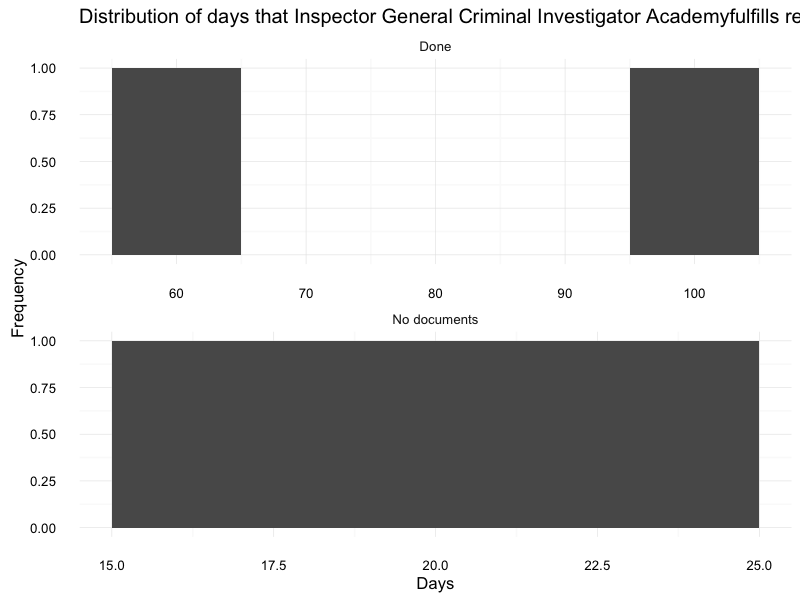 Distribution of days that Inspector General Criminal Investigator Academyfulfills re
Done
1.00
0.75
0.50
0.25
0.00
60 70 80 90 100
Frequency
No documents
1.00
0.75
0.50
0.25
0.00
15.0 17.5 20.0 22.5 25.0
Days